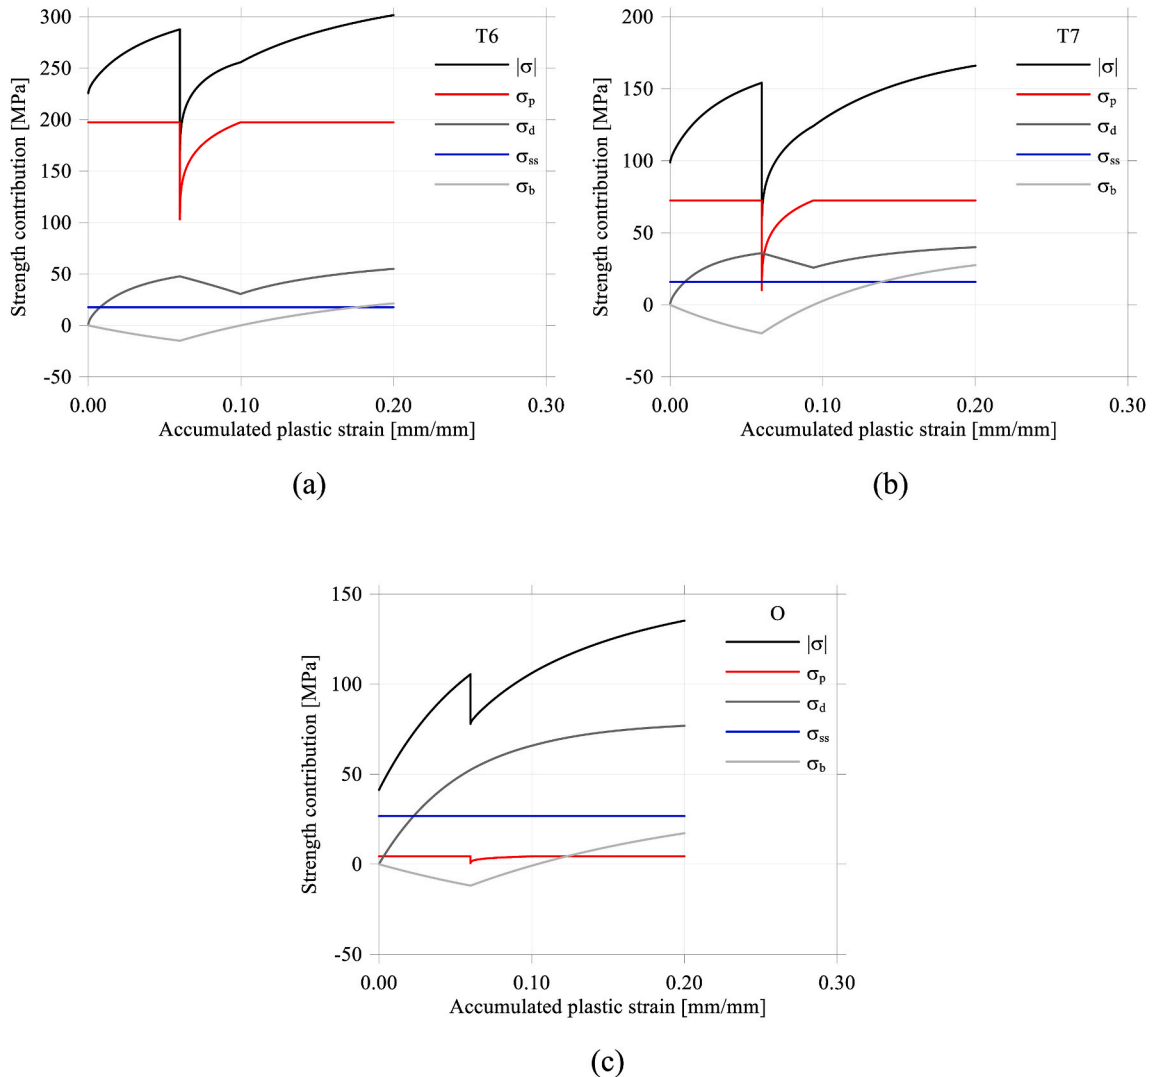 T6
|σ|
σp
σd
σss
σb
300
250
200
150
100
50
0
-50
0.00 0.10 0.20 0.30
Strength contribution [MPa]
Accumulated plastic strain [mm/mm]
(a)
T7
|σ|
σp
σd
σss
σb
200
150
100
50
0
-50
0.00 0.10 0.20 0.30
Strength contribution [MPa]
Accumulated plastic strain [mm/mm]
(b)
O
|σ|
σp
σd
σss
σb
150
100
50
0
-50
0.00 0.10 0.20 0.30
Strength contribution [MPa]
Accumulated plastic strain [mm/mm]
(c)